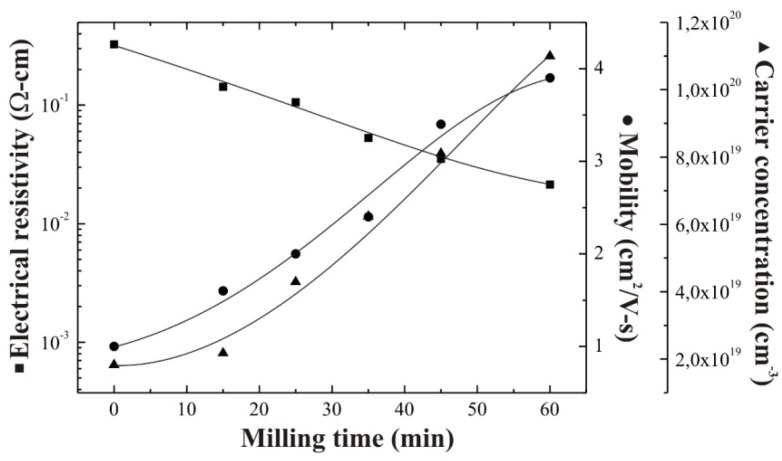 ■ Electrical resistivity (Ω-cm)
10⁻¹
10⁻²
10⁻³
0 10 20 30 40 50 60
Milling time (min)
4
3
2
1
● Mobility (cm²/V-s)
1,2x10²⁰
1,0x10²⁰
8,0x10¹⁹
6,0x10¹⁹
4,0x10¹⁹
2,0x10¹⁹
▲ Carrier concentration (cm⁻³)